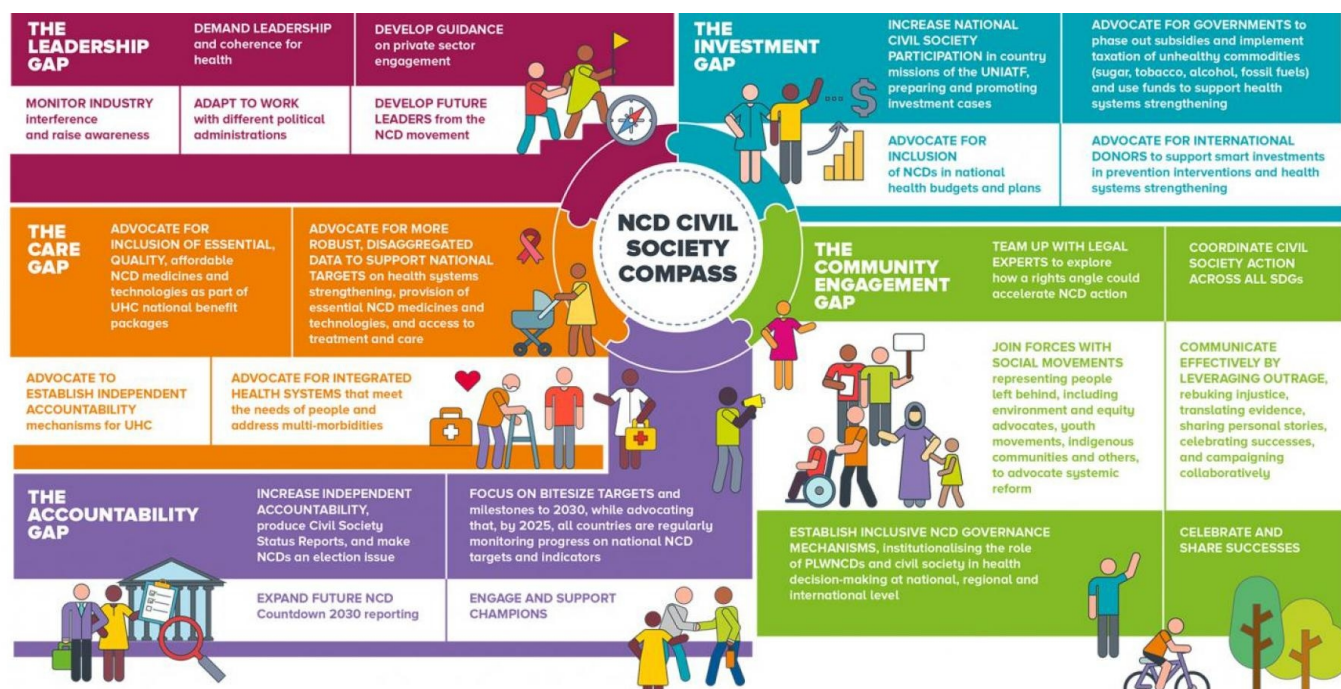 THE
LEADERSHIP
GAP
DEMAND LEADERSHIP
and coherence for
health
DEVELOP GUIDANCE
on private sector
engagement
MONITOR INDUSTRY
interference
and raise awareness
ADAPT TO WORK
with different political
administrations
DEVELOP FUTURE
LEADERS from the
NCD movement
THE
INVESTMENT
GAP
INCREASE NATIONAL
CIVIL SOCIETY
PARTICIPATION in country
missions of the UNIATF,
preparing and promoting
investment cases
ADVOCATE FOR GOVERNMENTS to
phase out subsidies and implement
taxation of unhealthy commodities
(sugar, tobacco, alcohol, fossil fuels)
and use funds to support health
systems strengthening
$
ADVOCATE FOR
INCLUSION
of NCDs in national
health budgets and plans
ADVOCATE FOR INTERNATIONAL
DONORS to support smart investments
in prevention interventions and health
systems strengthening
NCD CIVIL
SOCIETY
COMPASS
THE
CARE
GAP
ADVOCATE FOR
INCLUSION OF ESSENTIAL,
QUALITY, affordable
NCD medicines and
technologies as part of
UHC national benefit
packages
ADVOCATE FOR MORE
ROBUST, DISAGGREGATED
DATA TO SUPPORT NATIONAL
TARGETS on health systems
strengthening, provision of
essential NCD medicines and
technologies, and access to
treatment and care
ADVOCATE TO
ESTABLISH INDEPENDENT
ACCOUNTABILITY
mechanisms for UHC
ADVOCATE FOR INTEGRATED
HEALTH SYSTEMS that meet
the needs of people and
address multi-morbidities
THE
COMMUNITY
ENGAGEMENT
GAP
TEAM UP WITH LEGAL
EXPERTS to explore
how a rights angle could
accelerate NCD action
COORDINATE CIVIL
SOCIETY ACTION
ACROSS ALL SDGs
JOIN FORCES WITH
SOCIAL MOVEMENTS
representing people
left behind, including
environment and equity
advocates, youth
movements, indigenous
communities and others,
to advocate systemic
reform
COMMUNICATE
EFFECTIVELY BY
LEVERAGING OUTRAGE,
rebuking injustice,
translating evidence,
sharing personal stories,
celebrating successes,
and campaigning
collaboratively
ESTABLISH INCLUSIVE NCD GOVERNANCE
MECHANISMS, institutionalising the role
of PLWNCDs and civil society in health
decision-making at national, regional and
international level
CELEBRATE AND
SHARE SUCCESSES
THE
ACCOUNTABILITY
GAP
INCREASE INDEPENDENT
ACCOUNTABILITY,
produce Civil Society
Status Reports, and make
NCDs an election issue
FOCUS ON BITESIZE TARGETS and
milestones to 2030, while advocating
that, by 2025, all countries are regularly
monitoring progress on national NCD
targets and indicators
EXPAND FUTURE NCD
Countdown 2030 reporting
ENGAGE AND SUPPORT
CHAMPIONS